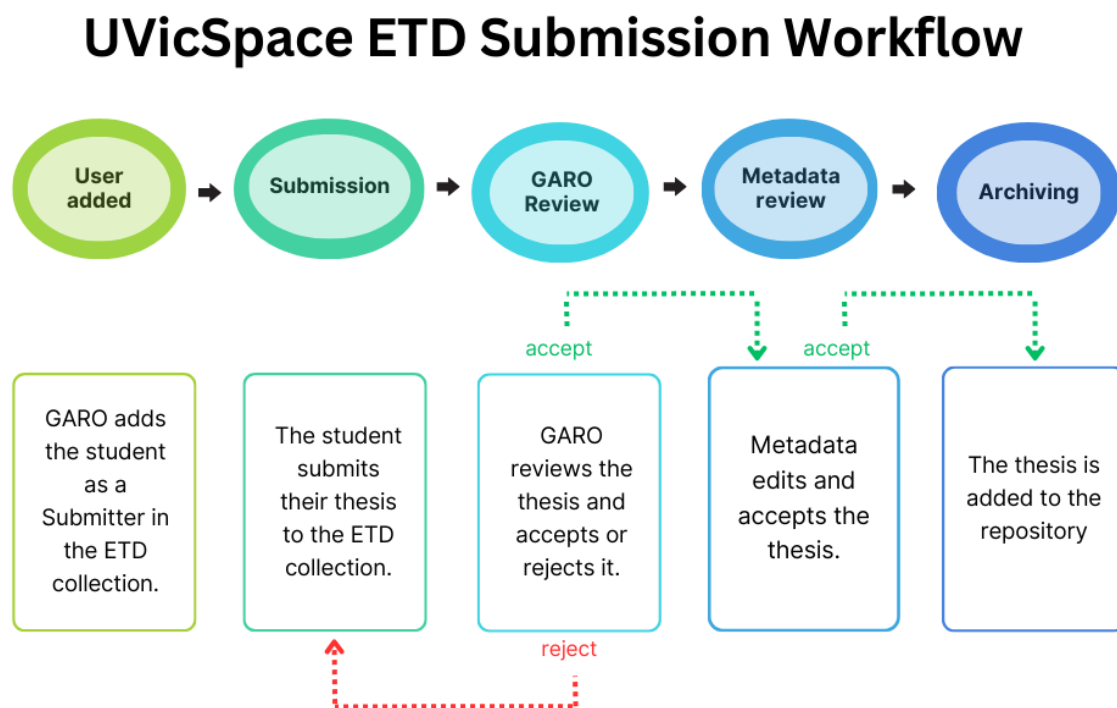 UVicSpace ETD Submission Workflow
User
added
Submission
GARO
Review
Metadata
review
Archiving
accept
accept
GARO adds
the student
as a
Submitter in
the ETD
collection.
The student
submits
their thesis
to the ETD
collection.
GARO
reviews the
thesis and
accepts or
rejects it.
Metadata
edits and
accepts the
thesis.
The thesis is
added to the
repository
reject